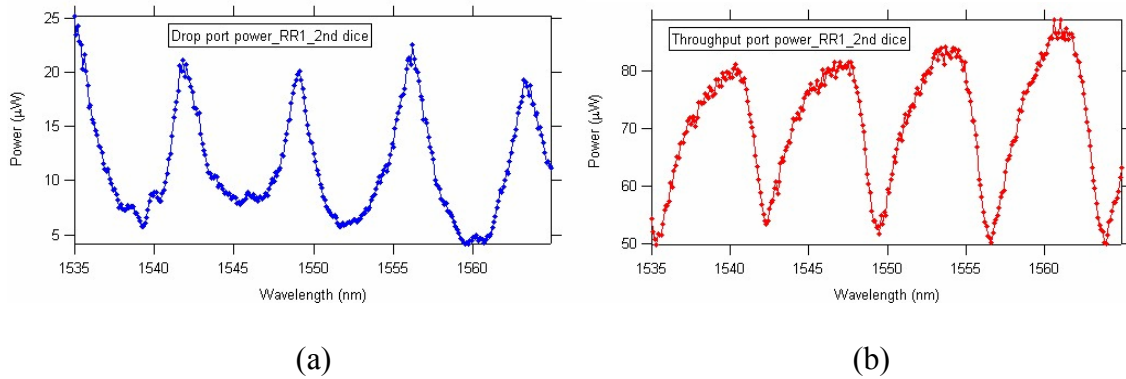 25
20
15
10
5
Power (µW)
Drop port power_RR1_2nd dice
1535
1540
1545
1550
1555
1560
Wavelength (nm)
(a)
80
70
60
50
Power (µW)
Throughput port power_RR1_2nd dice
1535
1540
1545
1550
1555
1560
Wavelength (nm)
(b)